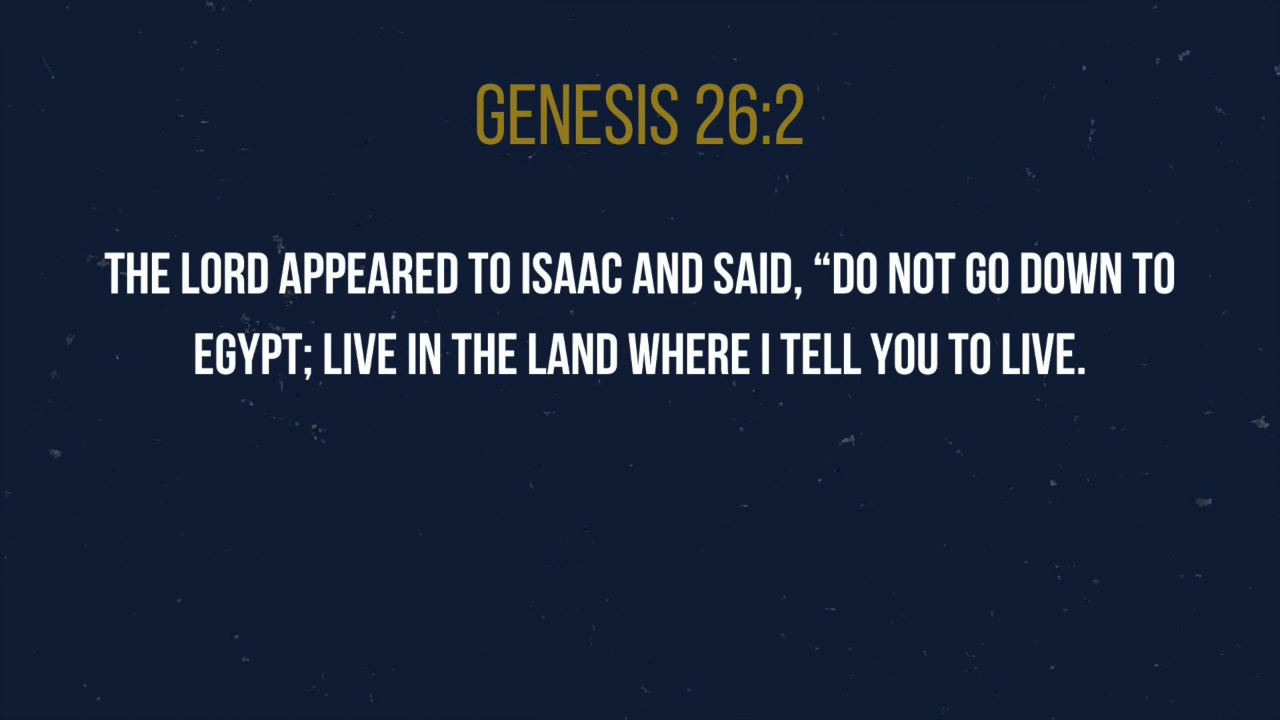 GENESIS 26:2
THE LORD APPEARED TO ISAAC AND SAID, “DO NOT GO DOWN TO
EGYPT; LIVE IN THE LAND WHERE I TELL YOU TO LIVE.